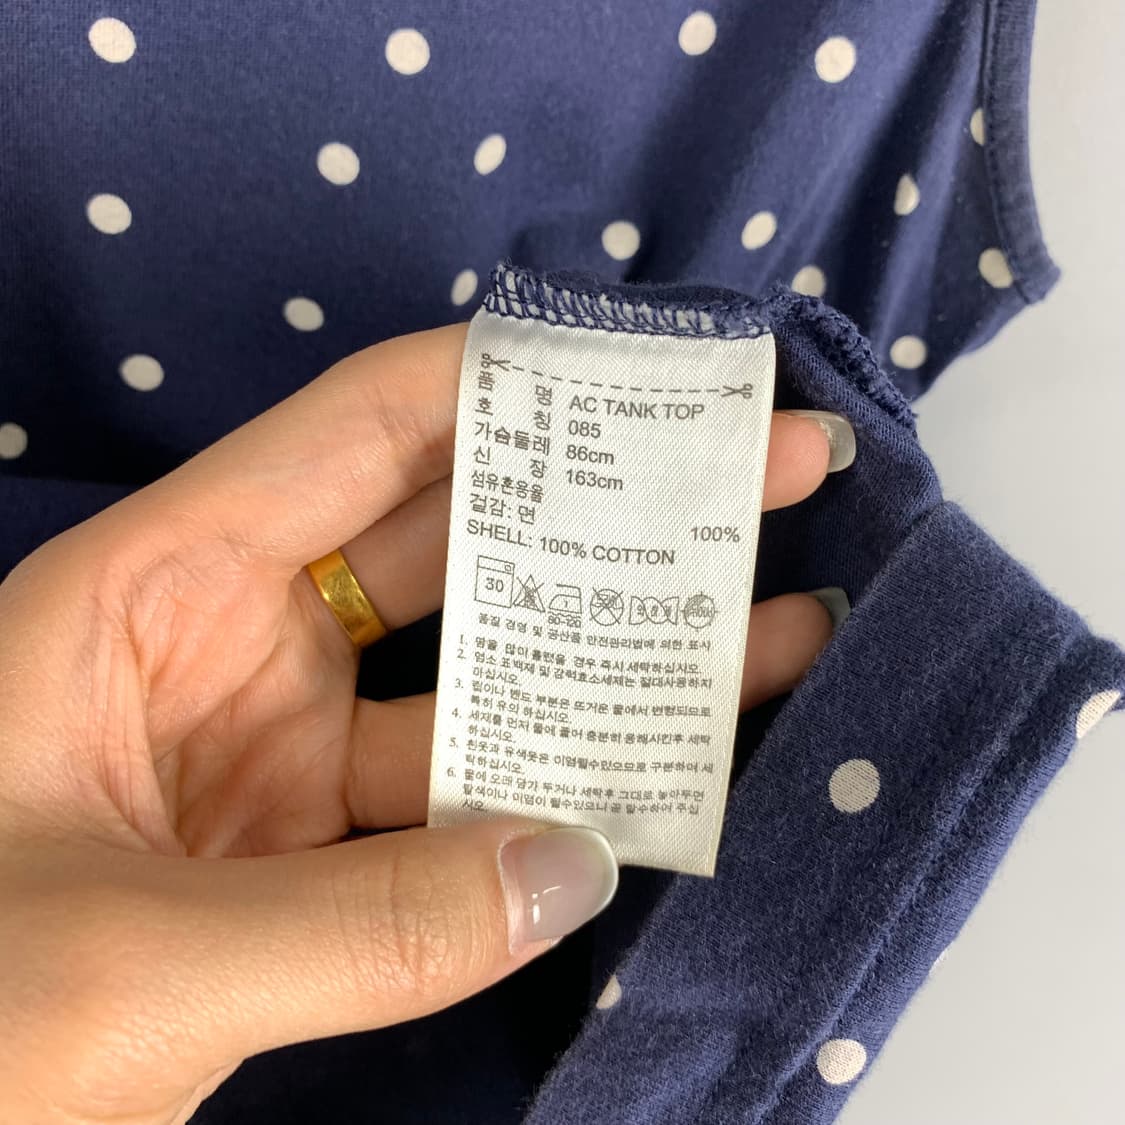 품 명 AC TANK TOP
호 칭 085
가슴둘레 86cm
신 장 163cm
섬유혼용율
겉감: 면 100%
SHELL: 100% COTTON
30 80-120
품질 경영 및 공산품 안전관리법에 의한 표시
1. 땀을 많이 흘렸을 경우 즉시 세탁하십시오.
2. 염소 표백제 및 강력효소세제는 절대사용하지
마십시오.
3. 립이나 밴드 부분은 뜨거운 물에서 변형되므로
특히 유의 하십시오.
4. 세제를 먼저 물에 풀어 충분히 용해시킨후 세탁
하십시오.
5. 흰옷과 유색옷은 이염될수있으므로 구분하여 세
탁하십시오.
6. 물에 오래 담가 두거나 세탁후 그대로 놓아두면
탈색이나 이염이 될수있으니 꼭 탈수하여 주십
시오.